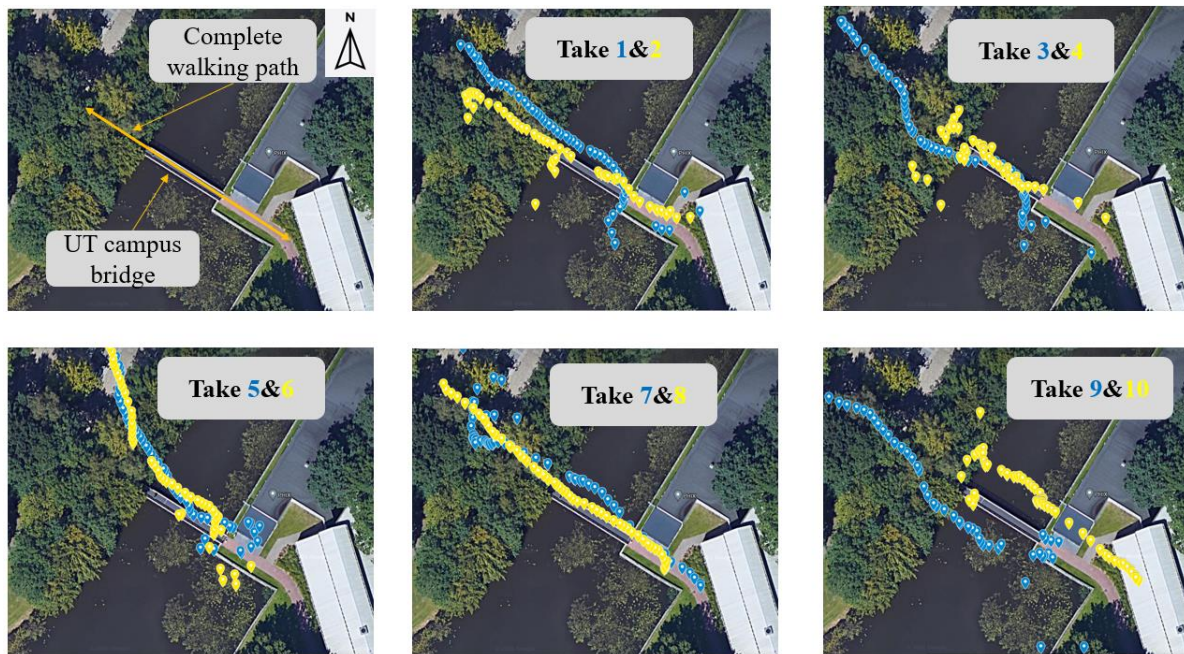 Complete
walking path
N
UT campus
bridge
Take 1&2
Take 3&4
Take 5&6
Take 7&8
Take 9&10